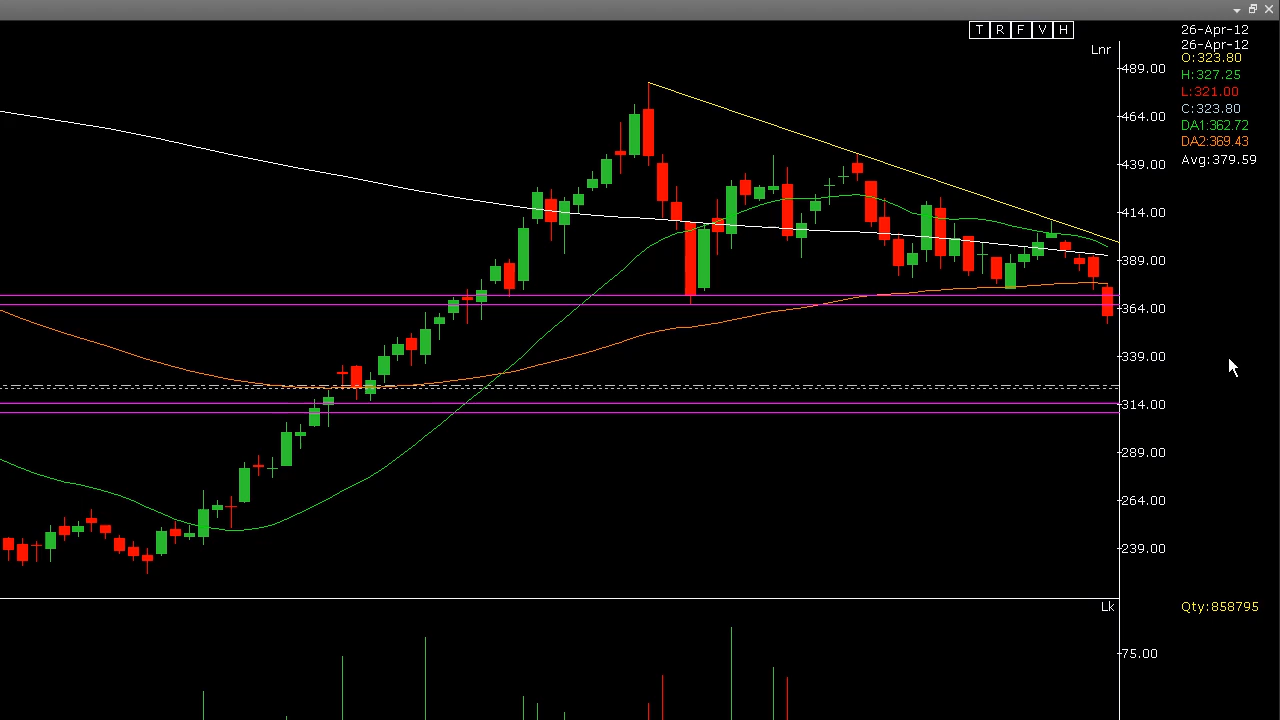 T R F V H
26-Apr-12
26-Apr-12
O:323.80
H:327.25
L:321.00
C:323.80
DA1:362.72
DA2:369.43
Avg:379.59
Lnr
489.00
464.00
439.00
414.00
389.00
364.00
339.00
314.00
289.00
264.00
239.00
Lk
Qty:858795
75.00